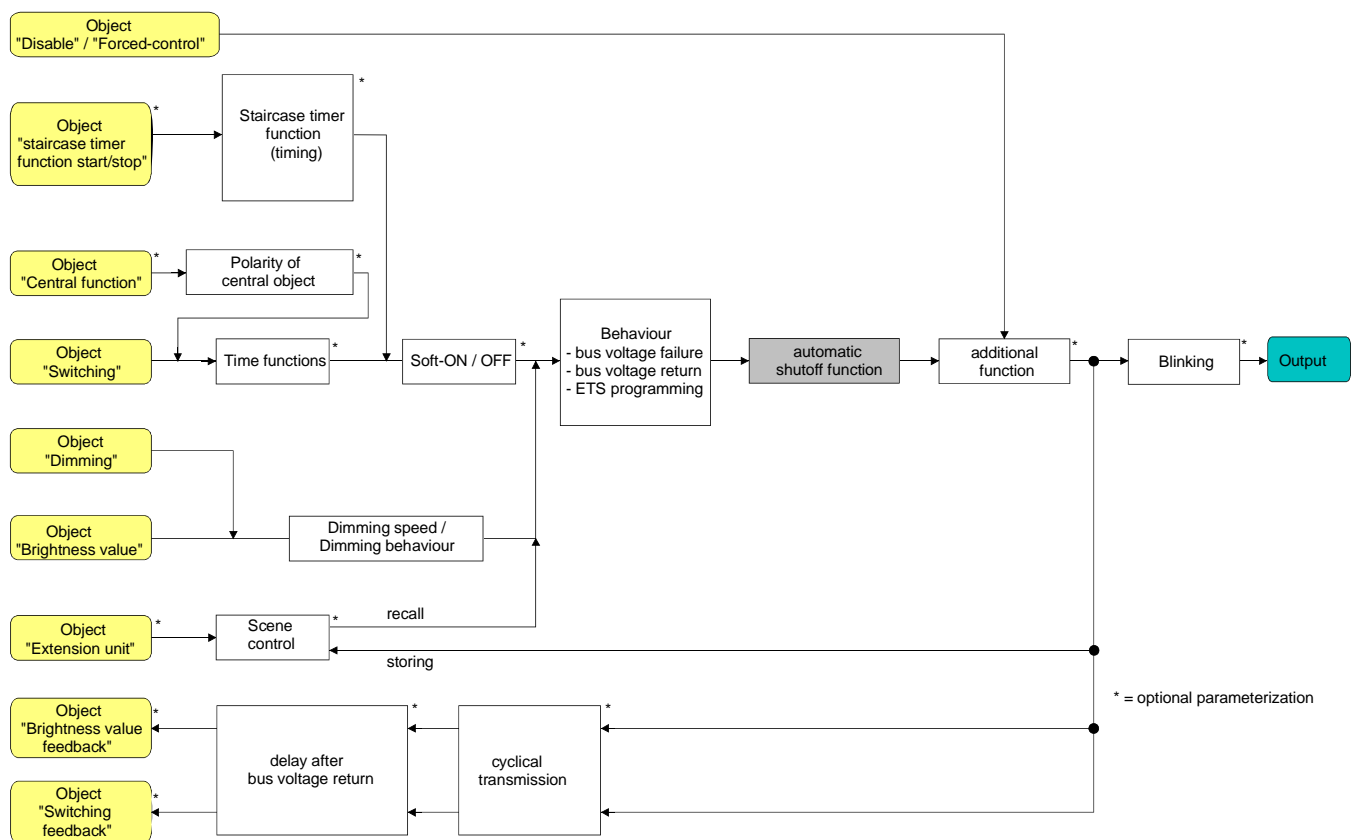 Object
"Disable" / "Forced-control"
*
*
Staircase timer
function
(timing)
Object
"staircase timer
function start/stop"
*
*
Object
"Central function"
Polarity of
central object
Object
"Switching"
Time functions
*
Soft-ON / OFF
*
Behaviour
- bus voltage failure
- bus voltage return
- ETS programming
automatic
shutoff function
additional
function
*
Blinking
*
Output
Object
"Dimming"
Object
"Brightness value"
Dimming speed /
Dimming behaviour
Object
"Extension unit"
*
Scene
control
*
recall
storing
* = optional parameterization
Object
"Brightness value
feedback"
*
*
*
delay after
bus voltage return
cyclical
transmission
Object
"Switching
feedback"
*